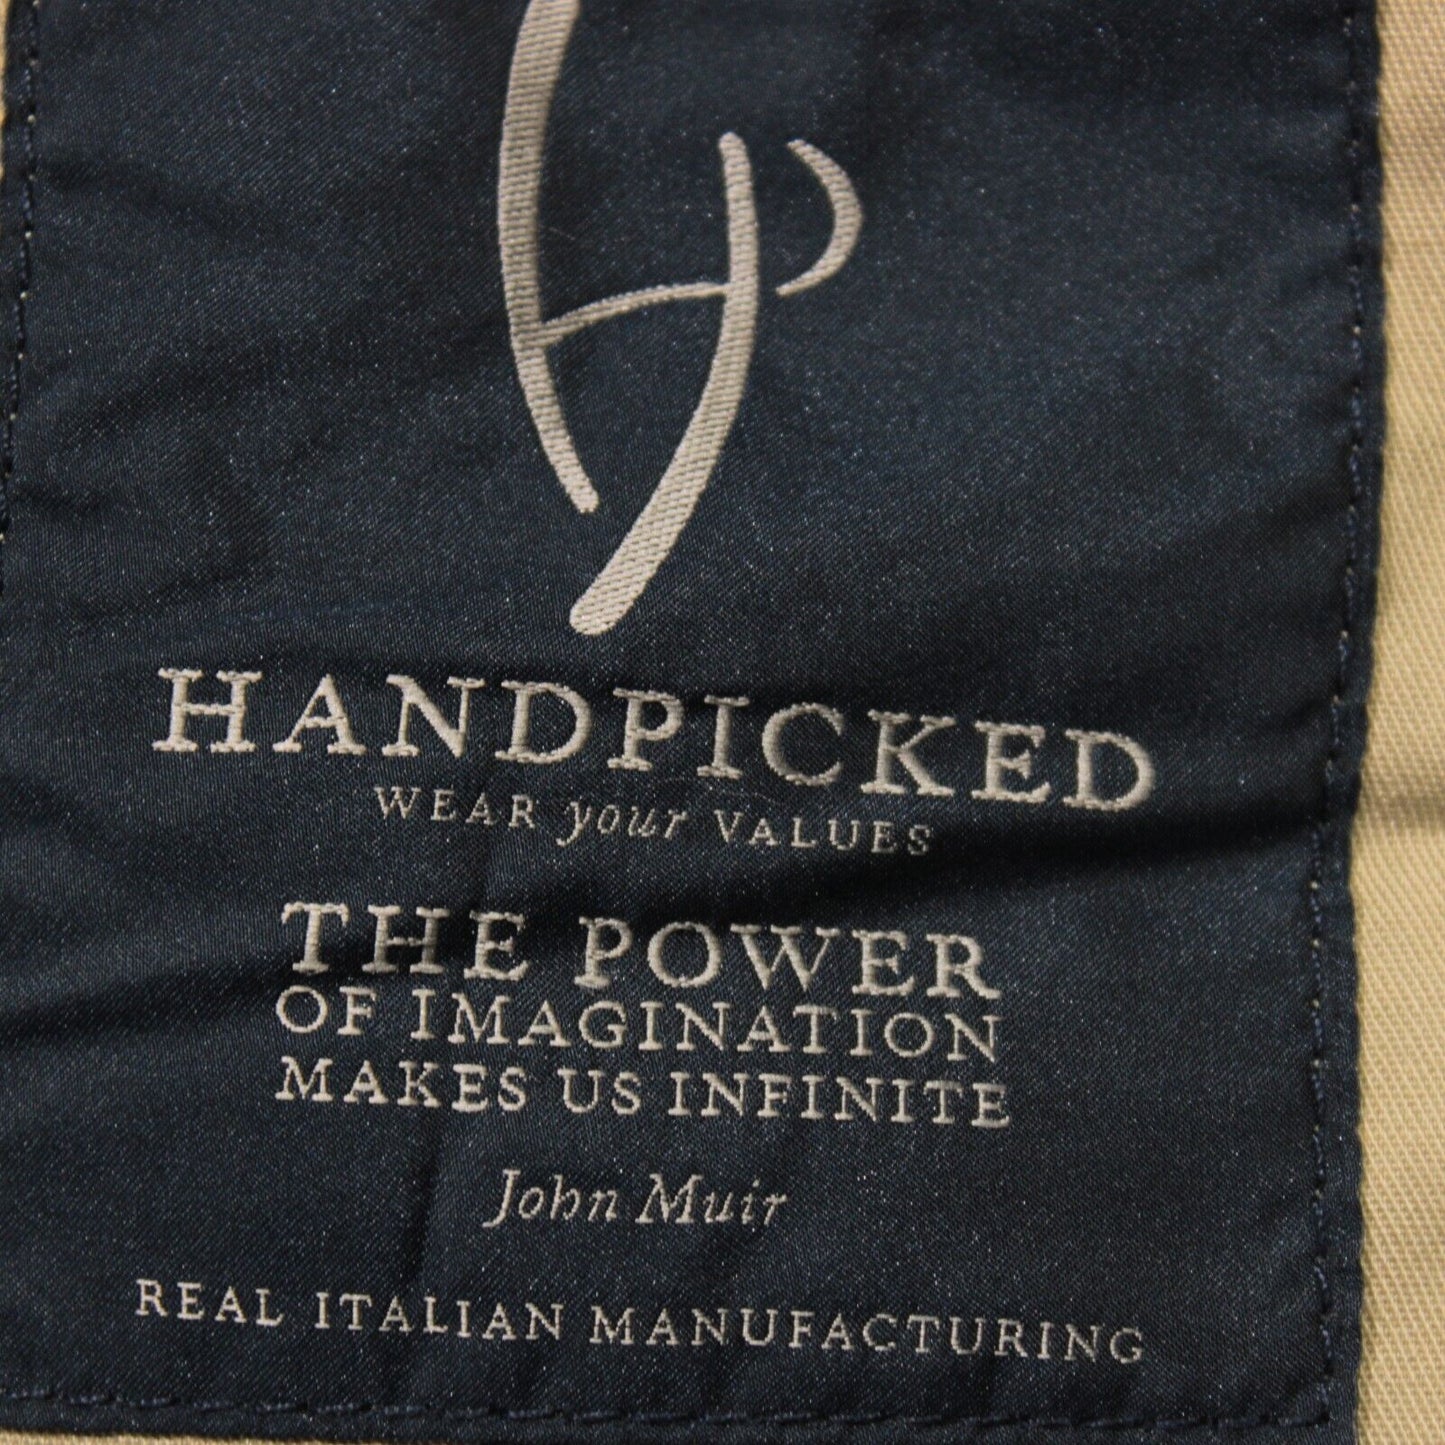 HANDPICKED
WEAR your VALUES
THE POWER
OF IMAGINATION
MAKES US INFINITE
John Muir
REAL ITALIAN MANUFACTURING